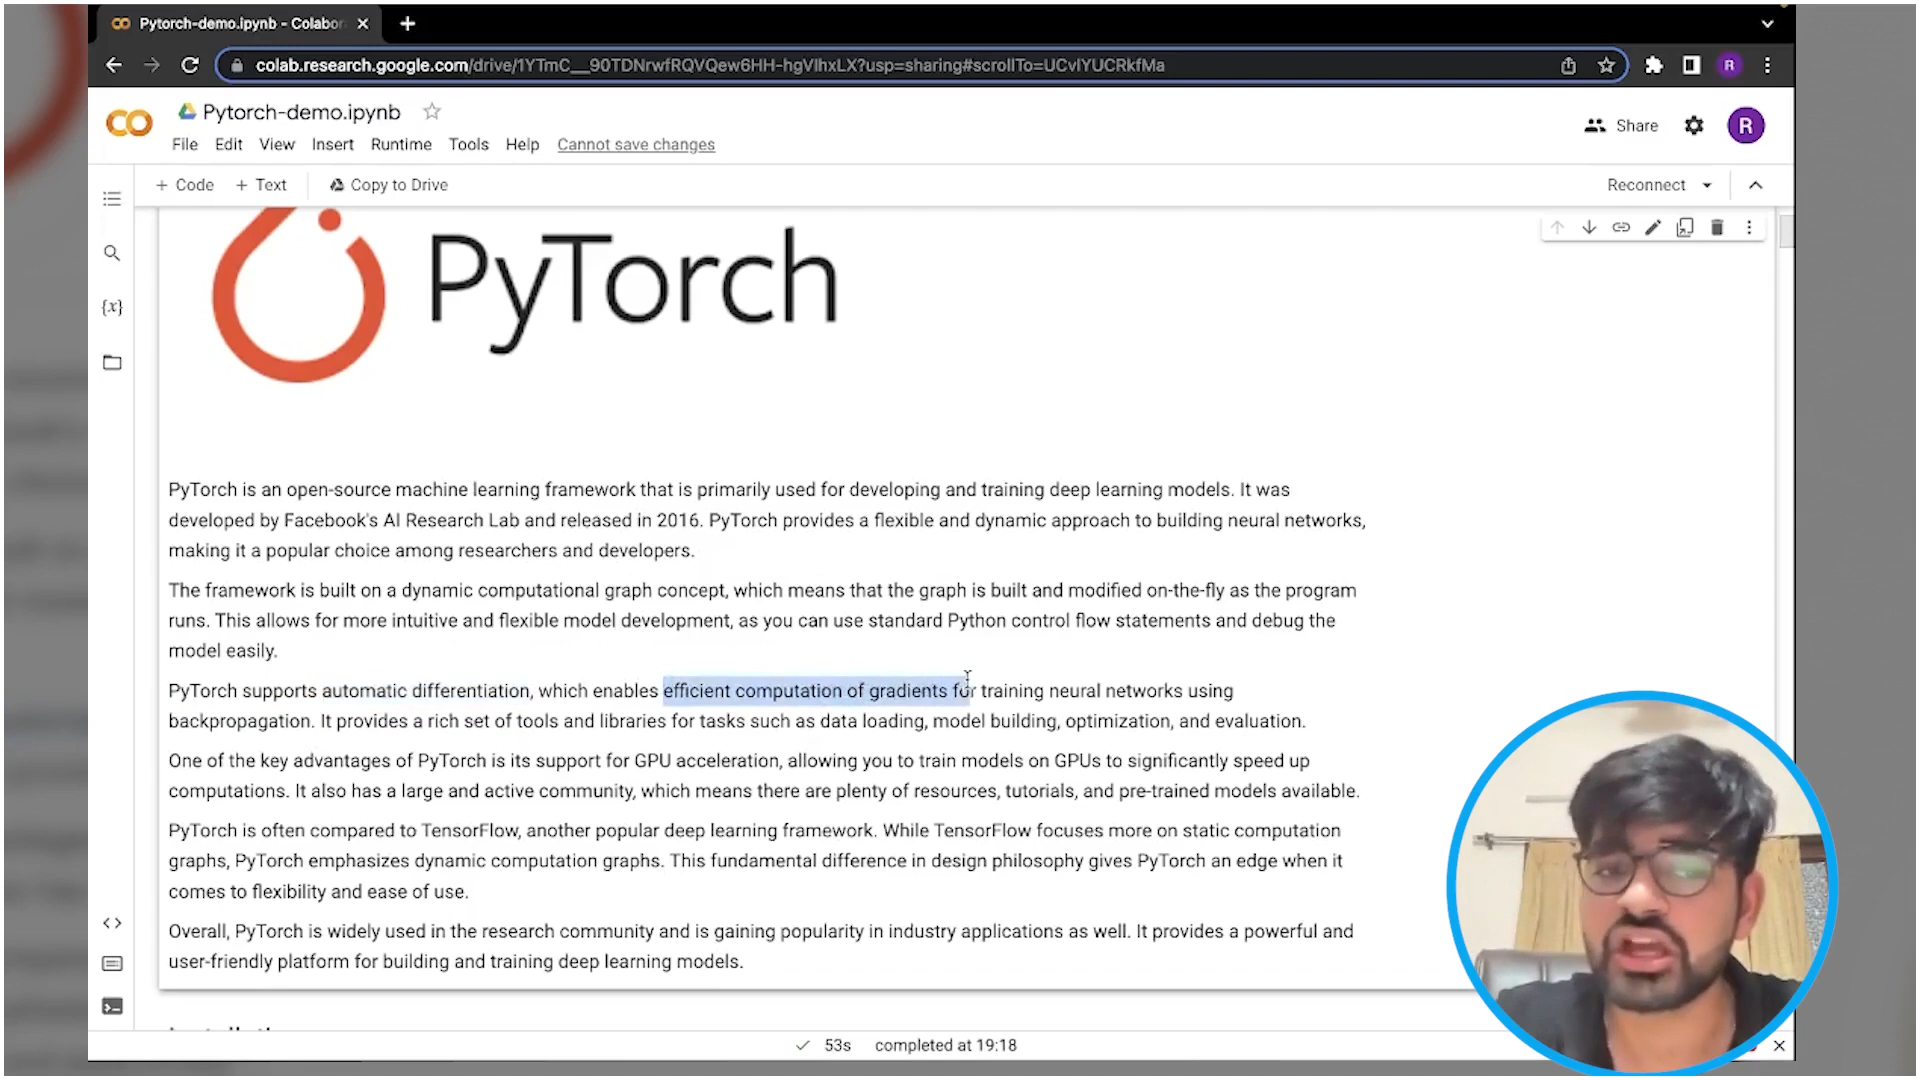 Pytorch-demo.ipynb - Colabor
colab.research.google.com/drive/1YTmC__90TDNrwfRQVQew6HH-hgVIhxLX?usp=sharing#scrollTo=UCvIYUCRkfMa
R
Pytorch-demo.ipynb
Share
R
File Edit View Insert Runtime Tools Help Cannot save changes
+ Code + Text Copy to Drive
Reconnect
{x}
PyTorch
PyTorch is an open-source machine learning framework that is primarily used for developing and training deep learning models. It was
developed by Facebook's AI Research Lab and released in 2016. PyTorch provides a flexible and dynamic approach to building neural networks,
making it a popular choice among researchers and developers.
The framework is built on a dynamic computational graph concept, which means that the graph is built and modified on-the-fly as the program
runs. This allows for more intuitive and flexible model development, as you can use standard Python control flow statements and debug the
model easily.
PyTorch supports automatic differentiation, which enables efficient computation of gradients for training neural networks using
backpropagation. It provides a rich set of tools and libraries for tasks such as data loading, model building, optimization, and evaluation.
One of the key advantages of PyTorch is its support for GPU acceleration, allowing you to train models on GPUs to significantly speed up
computations. It also has a large and active community, which means there are plenty of resources, tutorials, and pre-trained models available.
PyTorch is often compared to TensorFlow, another popular deep learning framework. While TensorFlow focuses more on static computation
graphs, PyTorch emphasizes dynamic computation graphs. This fundamental difference in design philosophy gives PyTorch an edge when it
comes to flexibility and ease of use.
Overall, PyTorch is widely used in the research community and is gaining popularity in industry applications as well. It provides a powerful and
user-friendly platform for building and training deep learning models.
53s completed at 19:18